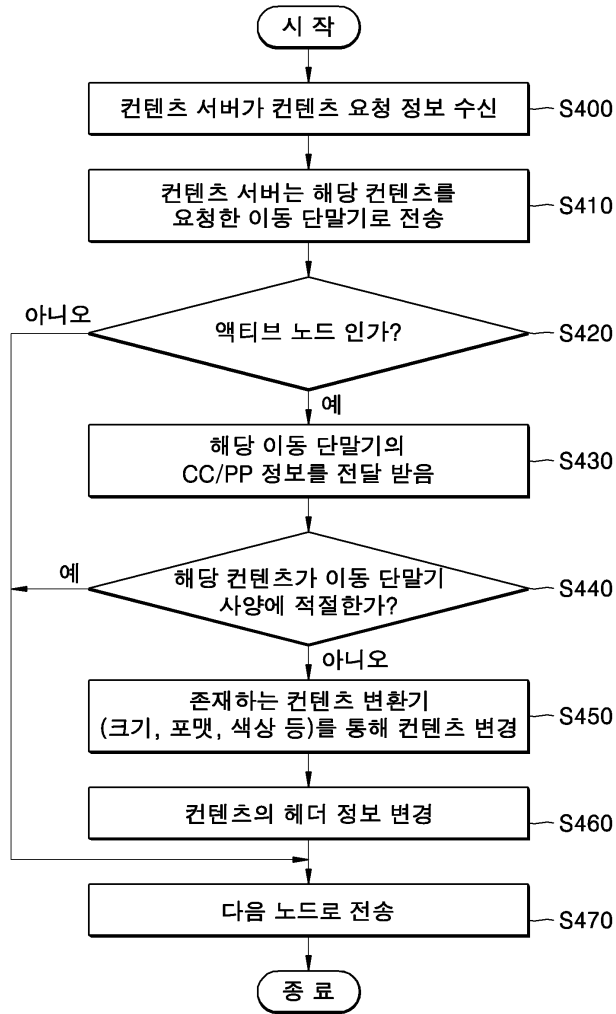 시 작
컨텐츠 서버가 컨텐츠 요청 정보 수신
S400
컨텐츠 서버는 해당 컨텐츠를
요청한 이동 단말기로 전송
S410
아니오
액티브 노드 인가?
S420
예
해당 이동 단말기의
CC/PP 정보를 전달 받음
S430
예
해당 컨텐츠가 이동 단말기
사양에 적절한가?
S440
아니오
존재하는 컨텐츠 변환기
(크기, 포맷, 색상 등)를 통해 컨텐츠 변경
S450
컨텐츠의 헤더 정보 변경
S460
다음 노드로 전송
S470
종 료